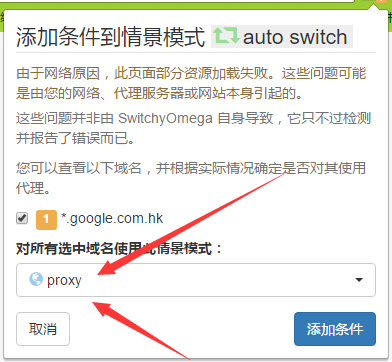 添加条件到情景模式 auto switch
由于网络原因，此页面部分资源加载失败。这些问题可能
是由您的网络、代理服务器或网站本身引起的。
这些问题并非由 SwitchyOmega 自身导致，它只不过检测
并报告了错误而已。
您可以查看以下域名，并根据实际情况确定是否对其使用
代理。
1 *.google.com.hk
对所有选中域名使用此情景模式：
proxy
取消 添加条件